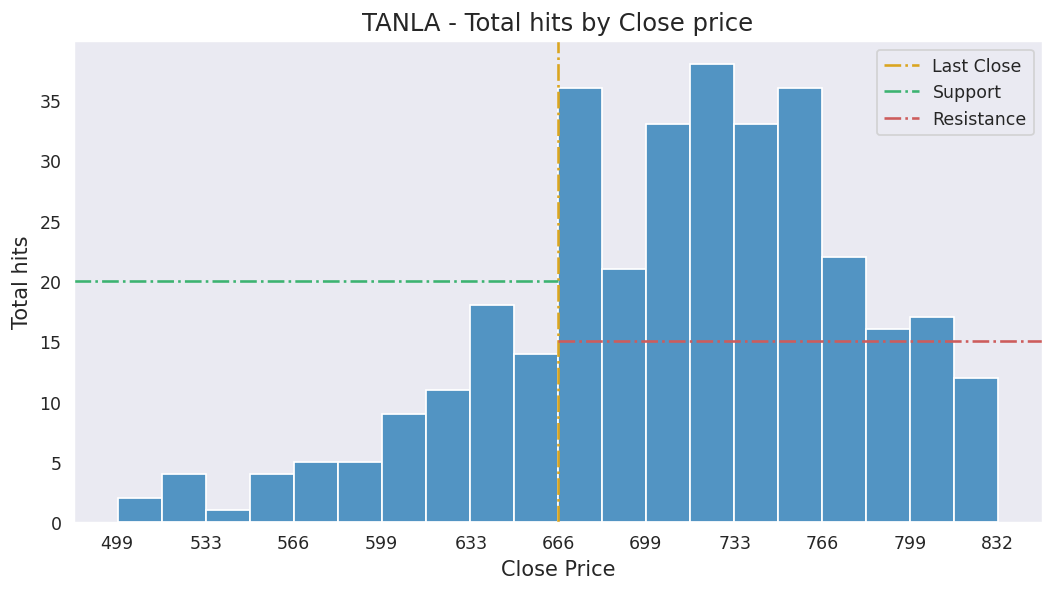 TANLA - Total hits by Close price
Last Close
Support
Resistance
Total hits
35
30
25
20
15
10
5
0
499 533 566 599 633 666 699 733 766 799 832
Close Price